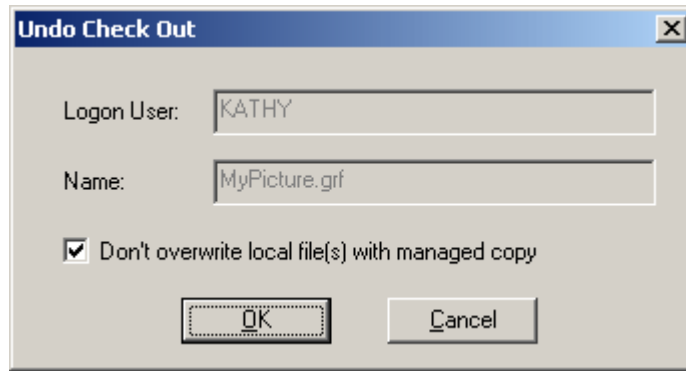 Undo Check Out
Logon User: KATHY
Name: MyPicture.grf
Don't overwrite local file(s) with managed copy
OK Cancel